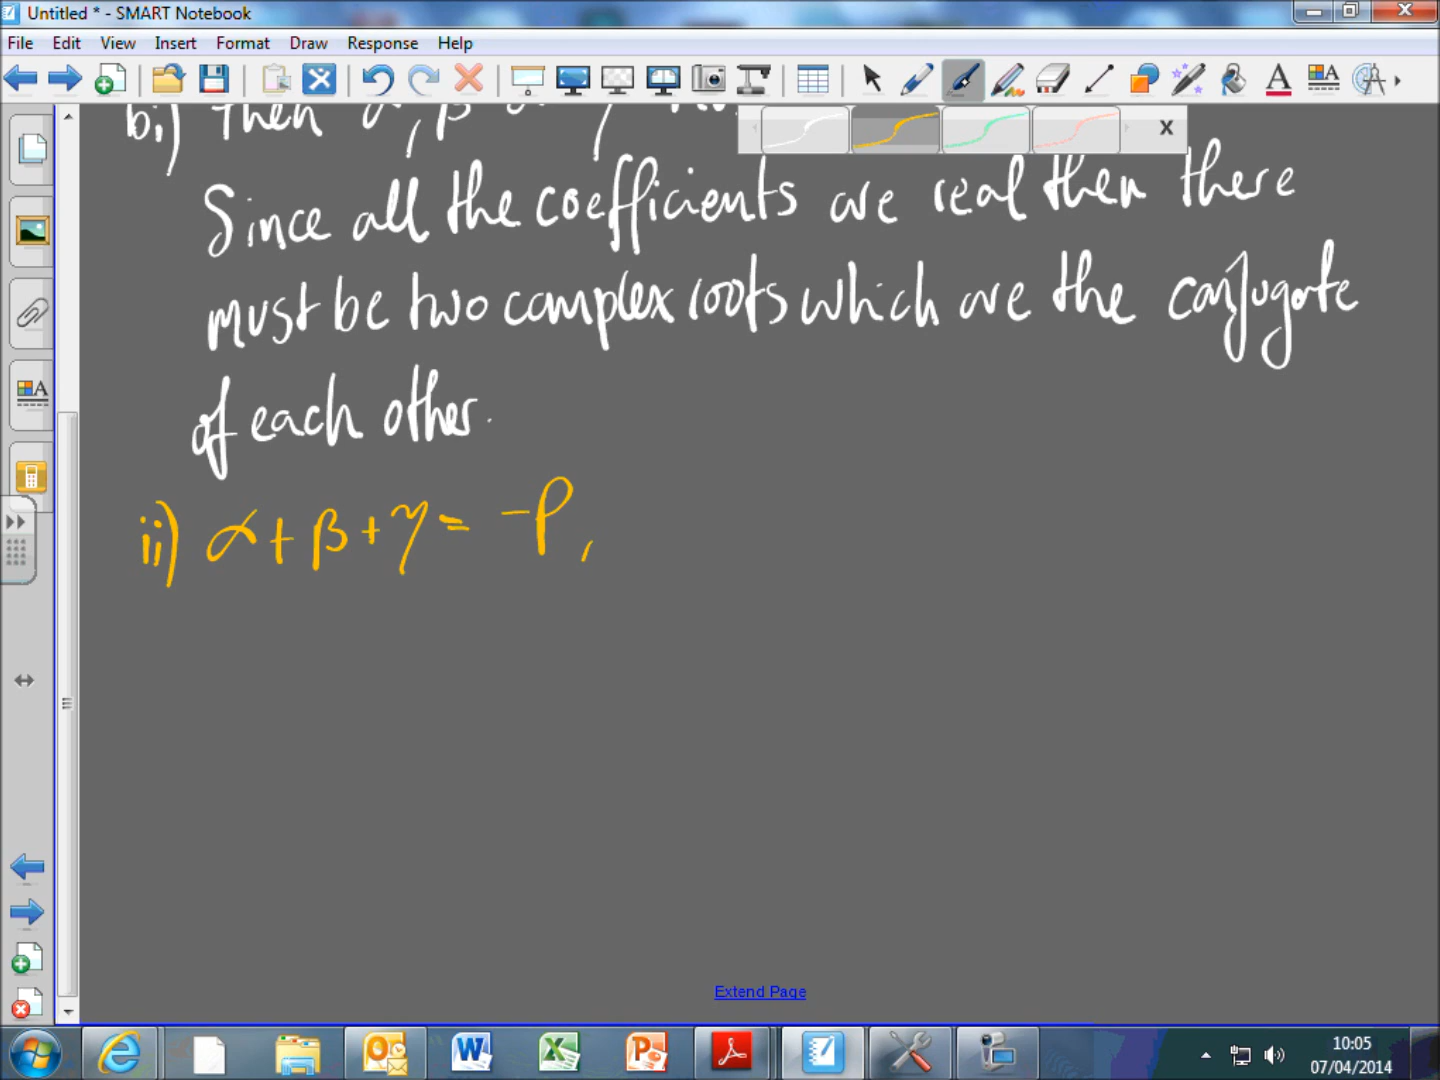 Untitled * - SMART Notebook
File Edit View Insert Format Draw Response Help
bi) Then α, β
Since all the coefficients are real then there
must be two complex roots which are the conjugate
of each other.
ii) α + β + γ = -p,
Extend Page
10:05
07/04/2014